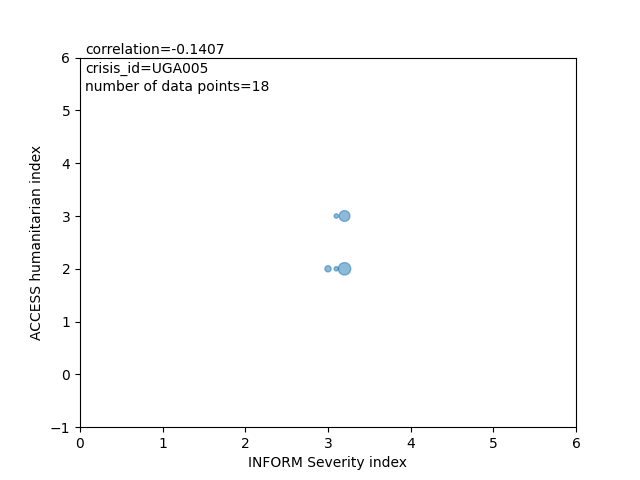 correlation=-0.1407
crisis_id=UGA005
number of data points=18
6
5
4
3
2
1
0
−1
ACCESS humanitarian index
0 1 2 3 4 5 6
INFORM Severity index